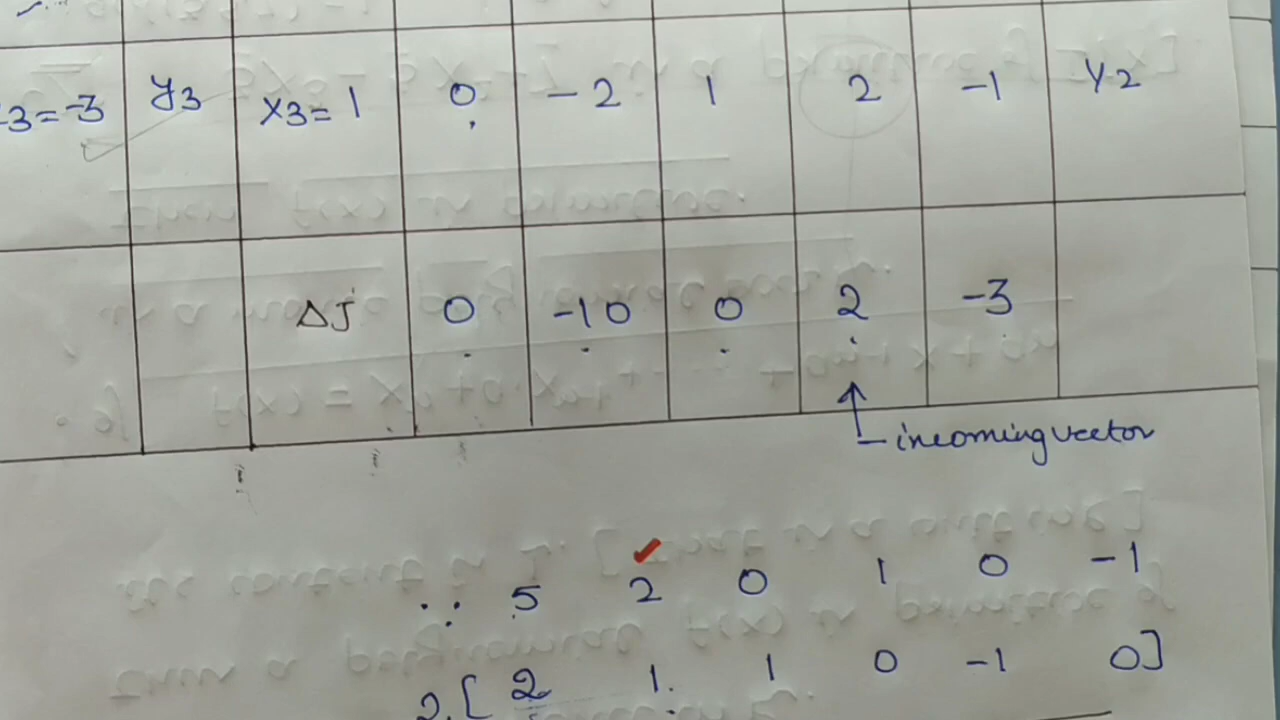 3=-3 y3 x3=1 0 -2 1 2 -1 Y2
ΔJ 0 -10 0 2 -3
incoming vector
∴ 5 2 0 1 0 -1
2[2 1 1 0 -1 0]